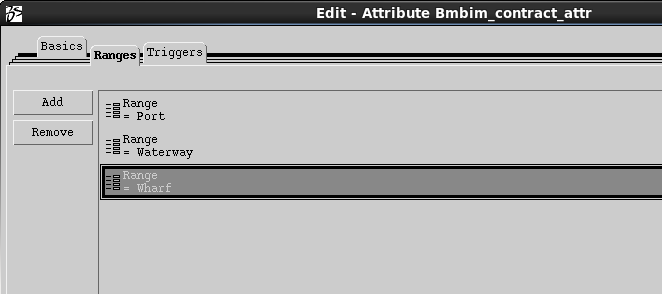 Edit - Attribute Bmbim_contract_attr
Basics
Ranges
Triggers
Add
Remove
Range
= Port
Range
= Waterway
Range
= Wharf